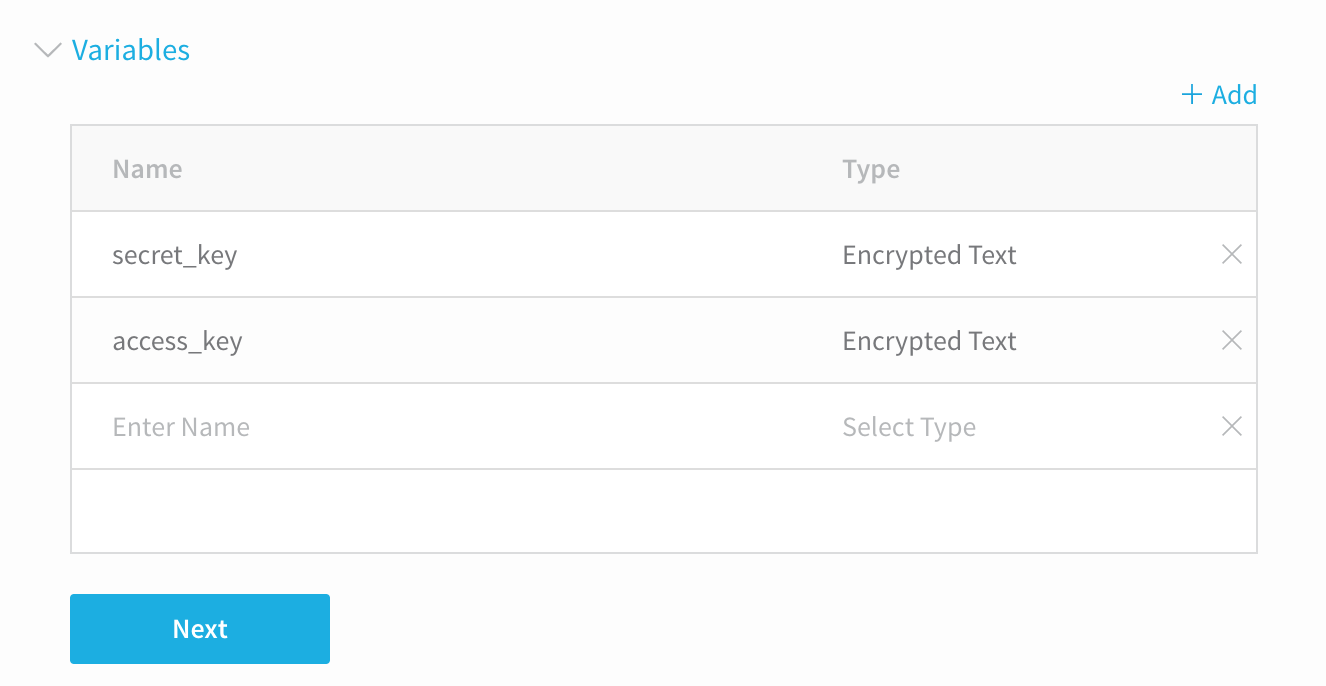 Variables
+ Add
Name Type
secret_key Encrypted Text
access_key Encrypted Text
Enter Name Select Type
Next